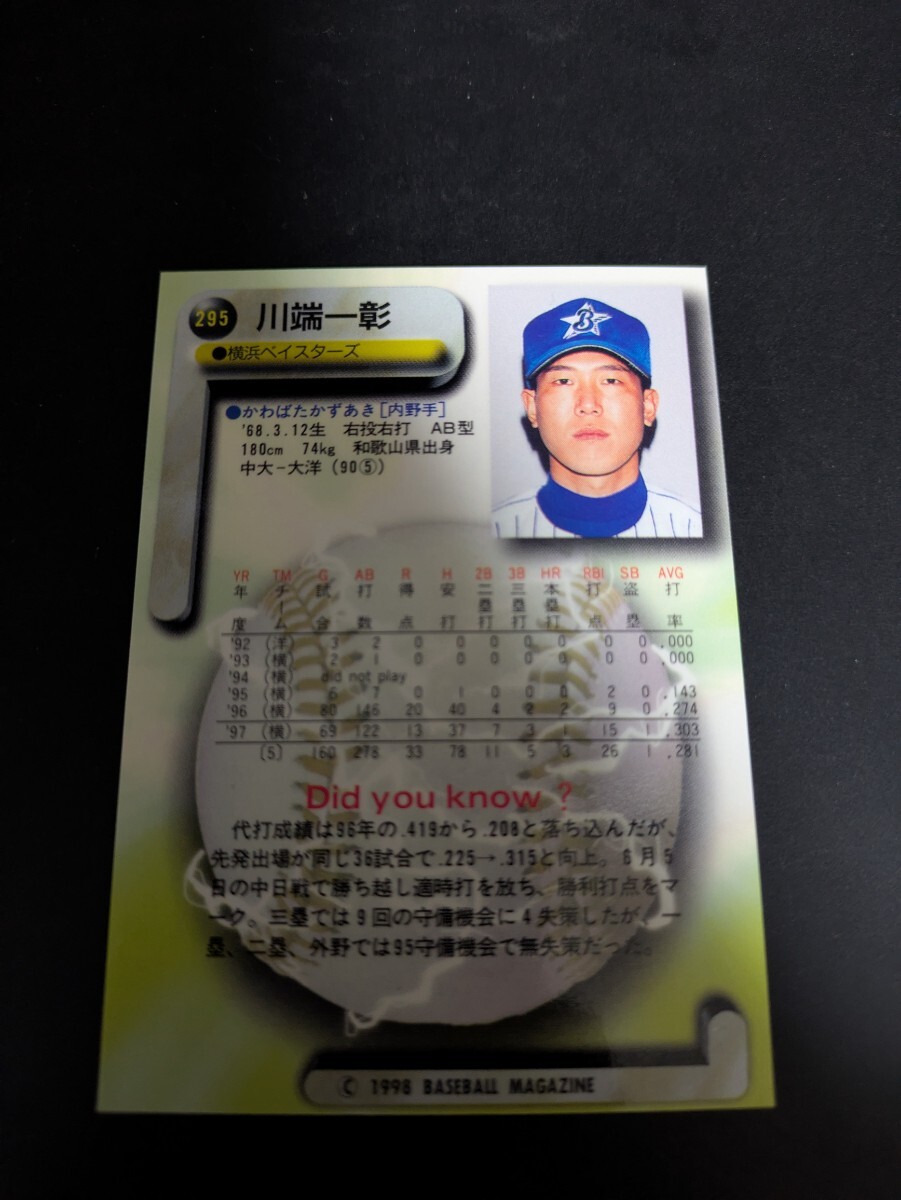 295 川端一彰
●横浜ベイスターズ
●かわばたかずあき[内野手]
'68.3.12生 右投右打 AB型
180cm 74kg 和歌山県出身
中大−大洋(90⑤)
B
YR TM G AB R H 2B 3B HR RBI SB AVG
年度 チーム 試合 打数 得点 安打 二塁打 三塁打 本塁打 打点 盗塁 打率
'92 (洋) 3 2 0 0 0 0 0 0 0 .000
'93 (横) 2 1 0 0 0 0 0 0 0 .000
'94 (横) did not play
'95 (横) 6 7 0 1 0 0 0 2 0 .143
'96 (横) 80 146 20 40 4 2 2 9 0 .274
'97 (横) 69 122 13 37 7 3 1 15 1 .303
[5] 160 278 33 78 11 5 3 26 1 .281
Did you know ?
代打成績は96年の.419から.208と落ち込んだが、
先発出場が同じ36試合で.225→.315と向上。8月5
日の中日戦で勝ち越し適時打を放ち、勝利打点をマ
ーク。三塁では9回の守備機会に4失策したが、一
塁、二塁、外野では95守備機会で無失策だった。
© 1998 BASEBALL MAGAZINE